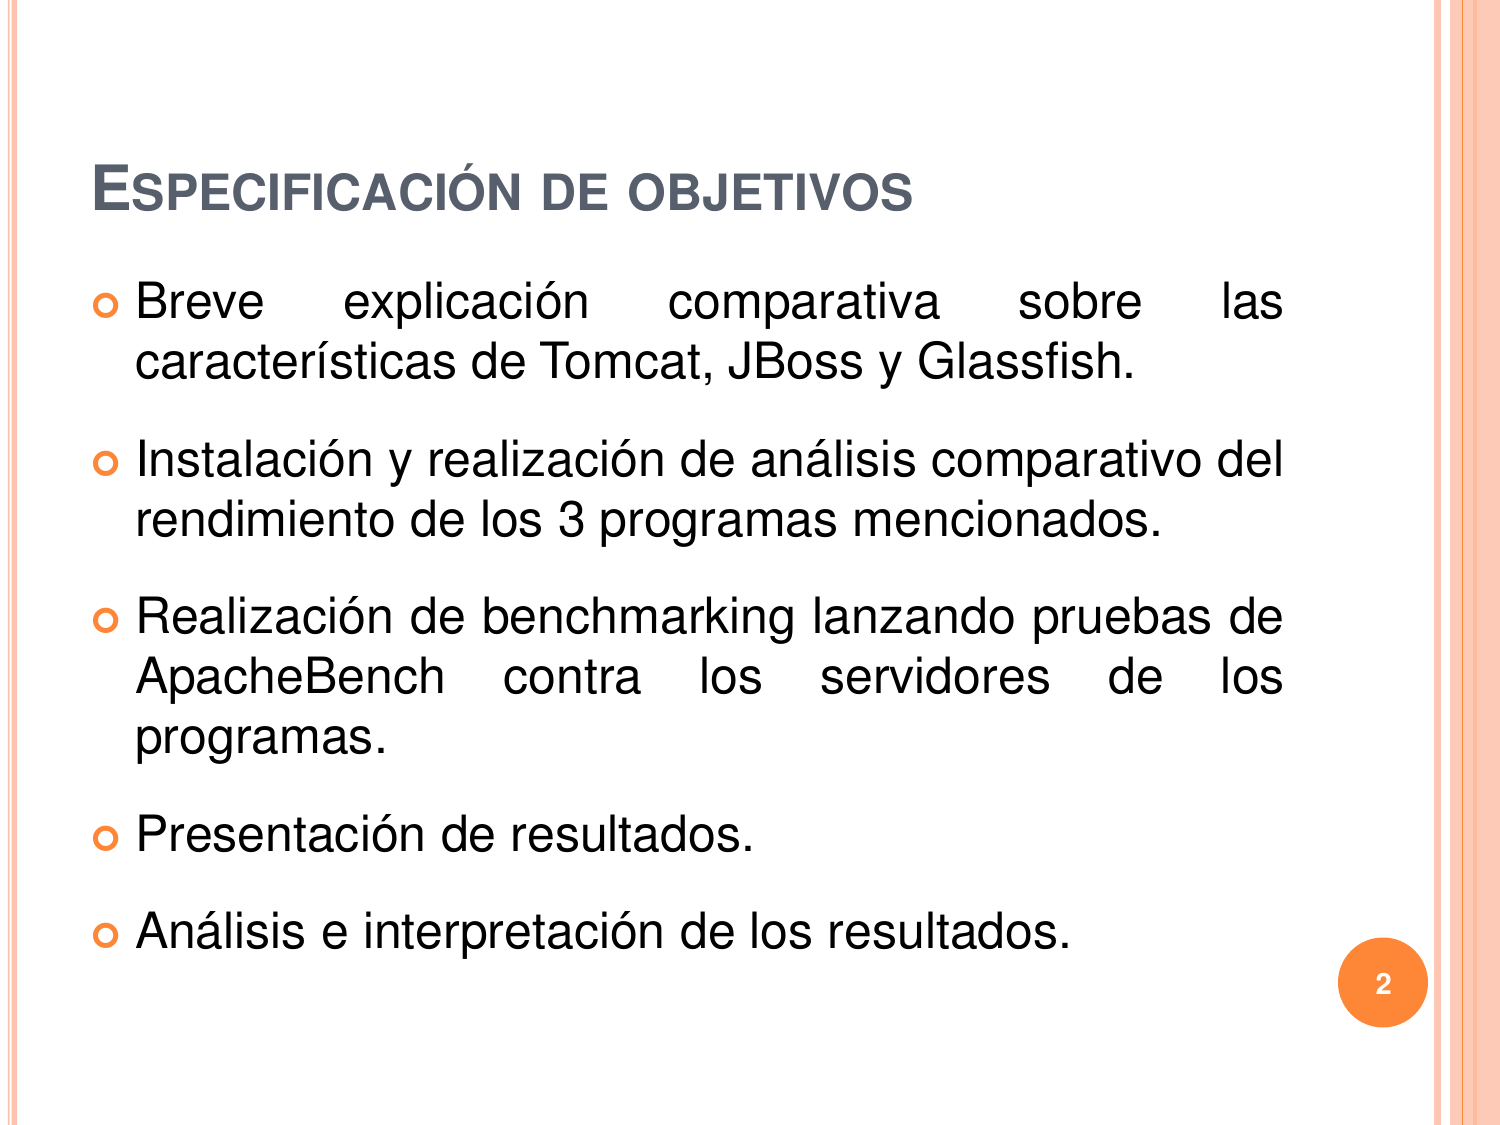 ESPECIFICACIÓN DE OBJETIVOS
Breve explicación comparativa sobre las
características de Tomcat, JBoss y Glassfish.
Instalación y realización de análisis comparativo del
rendimiento de los 3 programas mencionados.
Realización de benchmarking lanzando pruebas de
ApacheBench contra los servidores de los
programas.
Presentación de resultados.
Análisis e interpretación de los resultados.
2